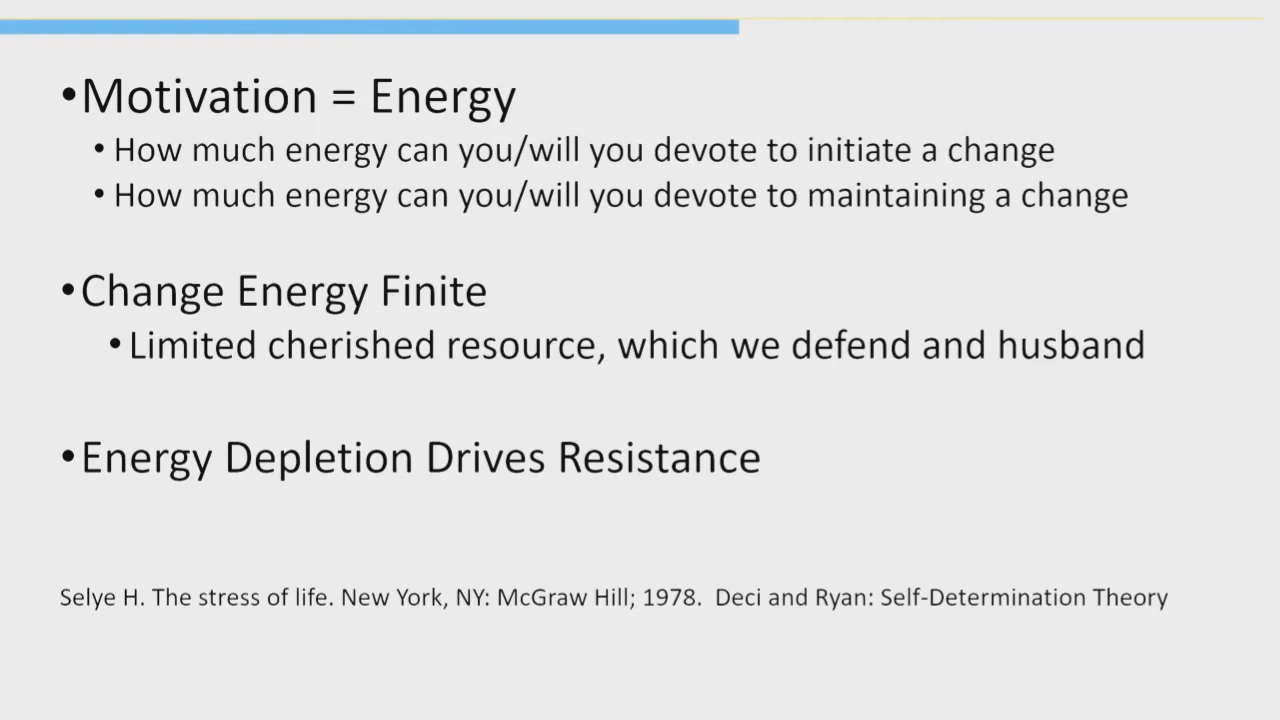 •Motivation = Energy
• How much energy can you/will you devote to initiate a change
• How much energy can you/will you devote to maintaining a change
•Change Energy Finite
•Limited cherished resource, which we defend and husband
•Energy Depletion Drives Resistance
Selye H. The stress of life. New York, NY: McGraw Hill; 1978.  Deci and Ryan: Self-Determination Theory